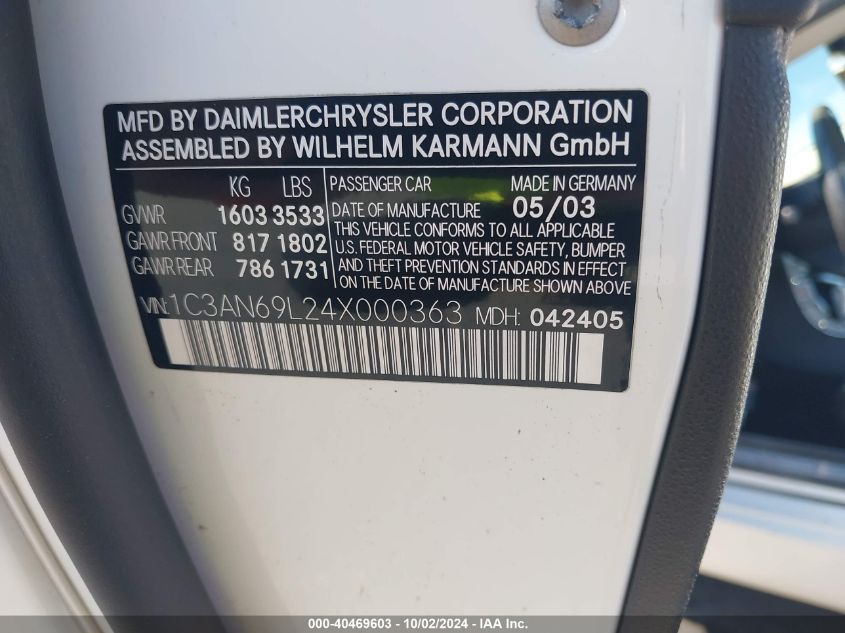 MFD BY DAIMLERCHRYSLER CORPORATION
ASSEMBLED BY WILHELM KARMANN GmbH
KG LBS
GVWR 1603 3533
GAWR FRONT 817 1802
GAWR REAR 786 1731
PASSENGER CAR MADE IN GERMANY
DATE OF MANUFACTURE 05/03
THIS VEHICLE CONFORMS TO ALL APPLICABLE
U.S. FEDERAL MOTOR VEHICLE SAFETY, BUMPER
AND THEFT PREVENTION STANDARDS IN EFFECT
ON THE DATE OF MANUFACTURE SHOWN ABOVE
VIN: 1C3AN69L24X000363 MDH: 042405
000-40469603 - 10/02/2024 - IAA Inc.